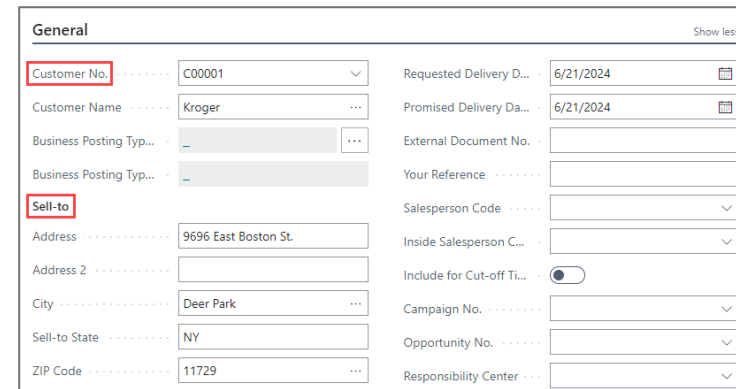 General
Show less
Customer No. C00001
Customer Name Kroger
Business Posting Typ... _
Business Posting Typ... _
Sell-to
Address 9696 East Boston St.
Address 2
City Deer Park
Sell-to State NY
ZIP Code 11729
Requested Delivery D... 6/21/2024
Promised Delivery Da... 6/21/2024
External Document No.
Your Reference
Salesperson Code
Inside Salesperson C...
Include for Cut-off Ti...
Campaign No.
Opportunity No.
Responsibility Center